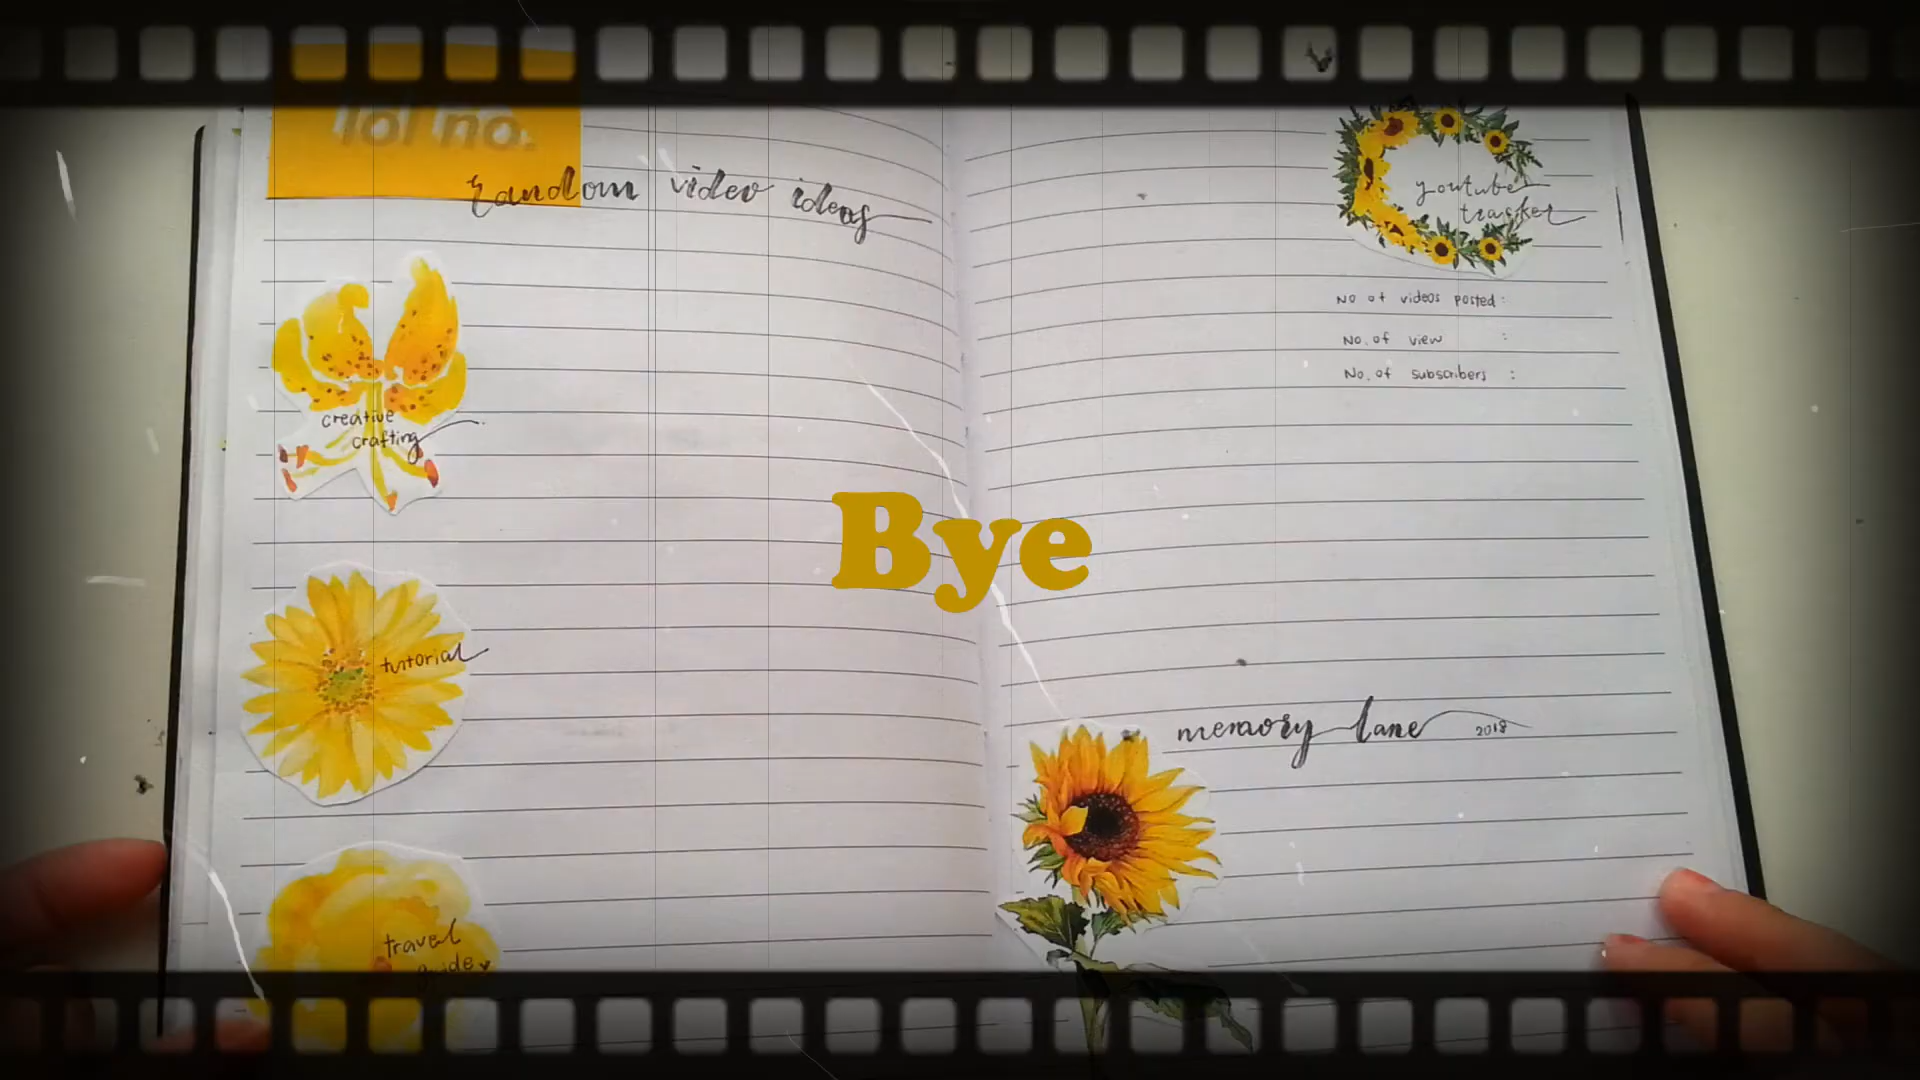 lol no.
random video ideas
creative
crafting
tutorial
travel
guide
Bye
youtube
tracker
No of videos posted :
No. of view :
No. of subscribers :
memory lane 2018